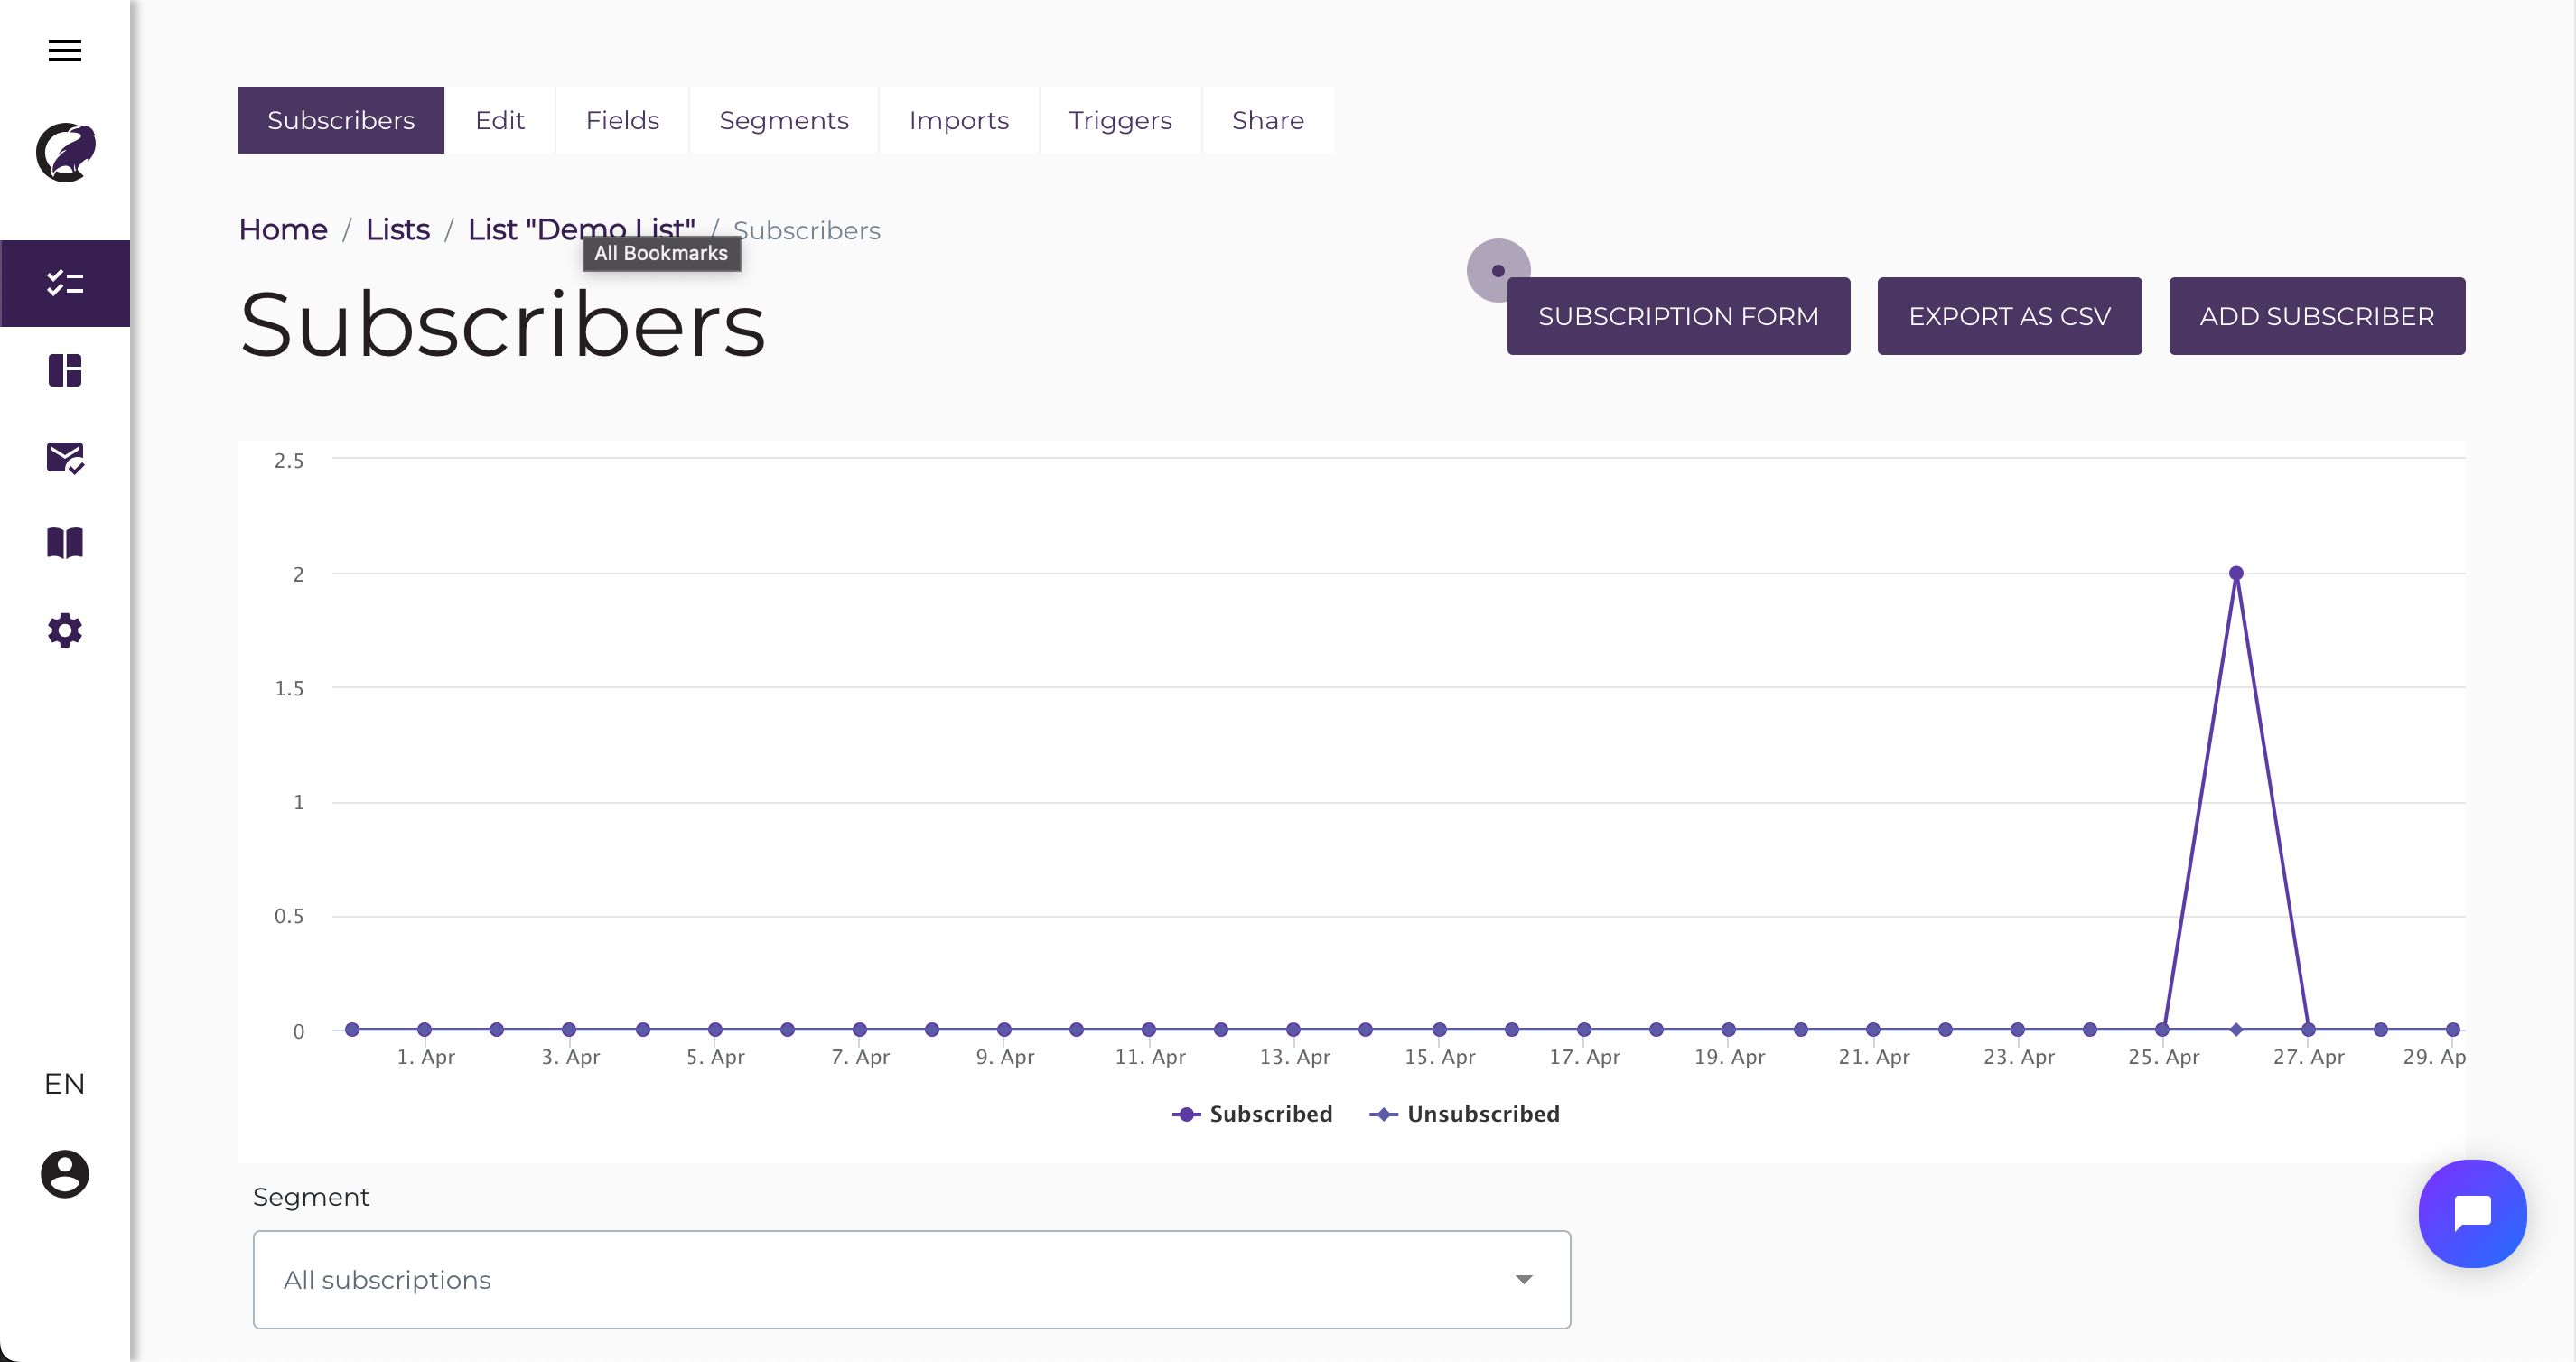 Subscribers Edit Fields Segments Imports Triggers Share
Home / Lists / List "Demo List" / Subscribers
All Bookmarks
Subscribers
SUBSCRIPTION FORM EXPORT AS CSV ADD SUBSCRIBER
2.5
2
1.5
1
0.5
0
1. Apr 3. Apr 5. Apr 7. Apr 9. Apr 11. Apr 13. Apr 15. Apr 17. Apr 19. Apr 21. Apr 23. Apr 25. Apr 27. Apr 29. Ap
Subscribed Unsubscribed
EN
Segment
All subscriptions